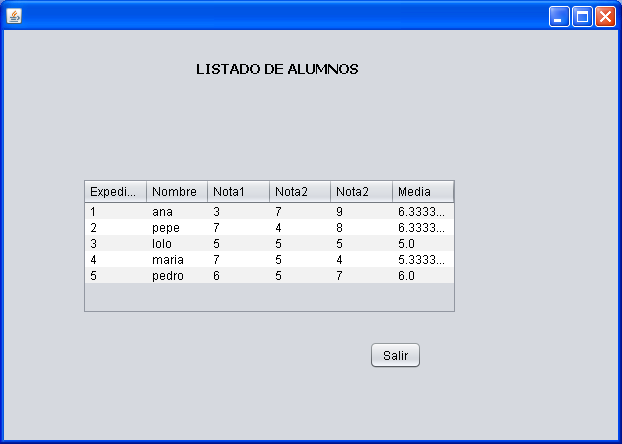 LISTADO DE ALUMNOS
Expedi... Nombre Nota1 Nota2 Nota2 Media
1 ana 3 7 9 6.3333...
2 pepe 7 4 8 6.3333...
3 lolo 5 5 5 5.0
4 maria 7 5 4 5.3333...
5 pedro 6 5 7 6.0
Salir